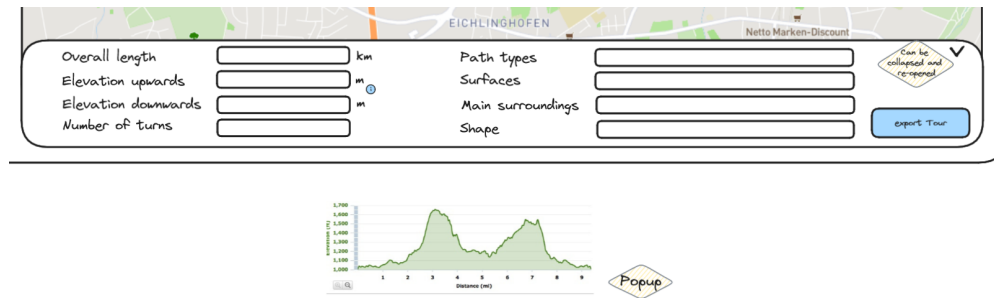 EICHLINGHOFEN
Netto Marken-Discount
Overall length km
Elevation upwards m
Elevation downwards m
Number of turns
i
Path types
Surfaces
Main surroundings
Shape
Can be
collapsed and
re-opened
export Tour
1,700
1,600
1,500
1,400
1,300
1,200
1,100
1,000
Elevation (ft)
1 2 3 4 5 6 7 8 9
Distance (mi)
Popup